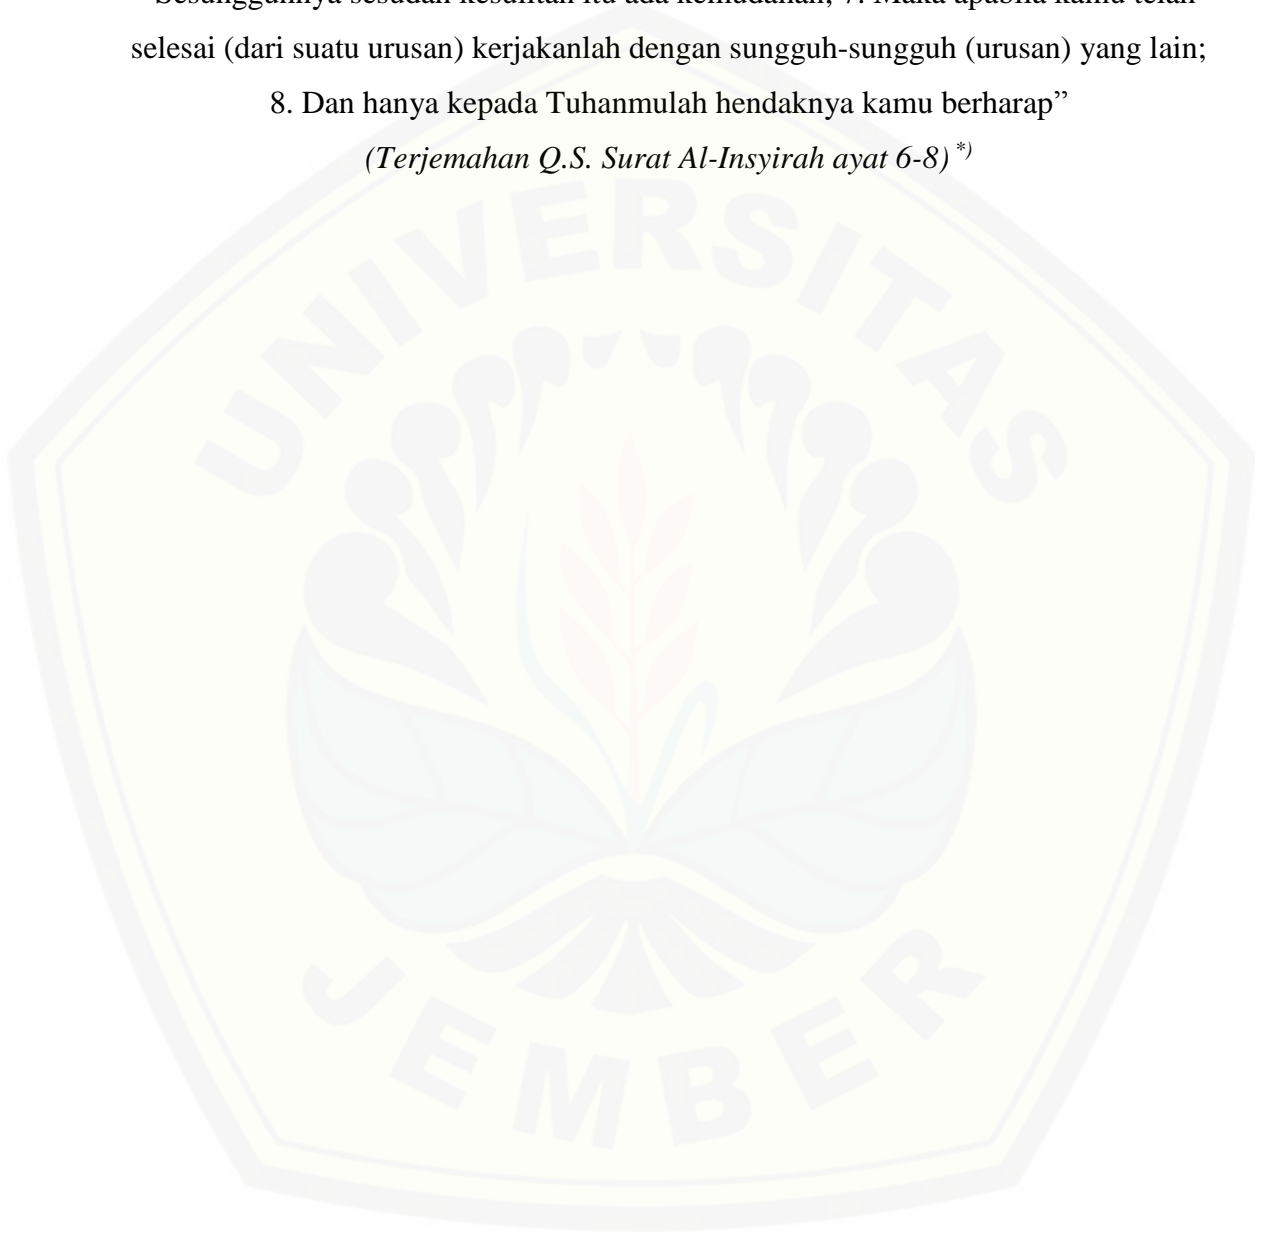 Sesungguhnya sesudah kesulitan itu ada kemudahan, 7. Maka apabila kamu telah
selesai (dari suatu urusan) kerjakanlah dengan sungguh-sungguh (urusan) yang lain;
8. Dan hanya kepada Tuhanmulah hendaknya kamu berharap”
(Terjemahan Q.S. Surat Al-Insyirah ayat 6-8) *)
UNIVERSITAS
JEMBER